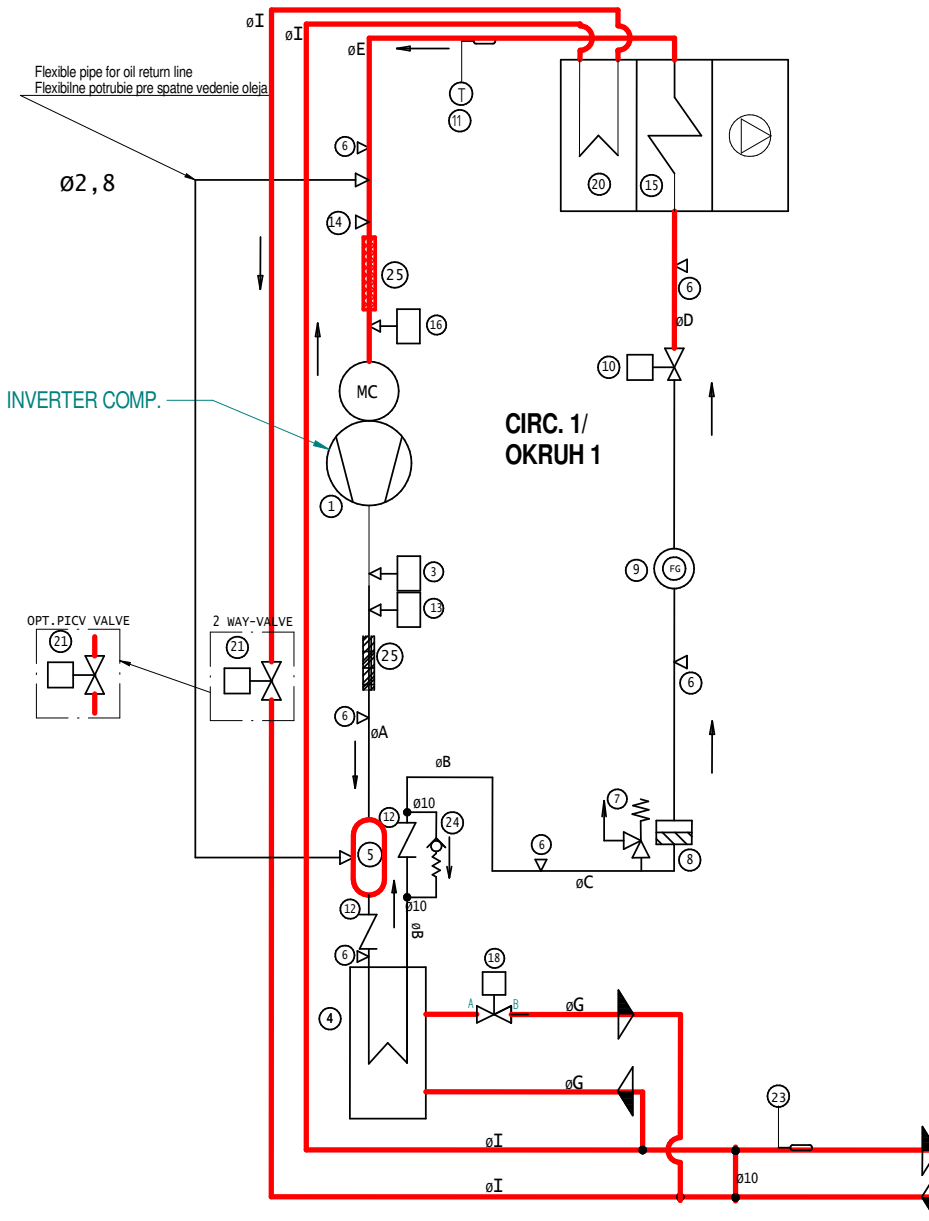 øI
øI
øE
Flexible pipe for oil return line
Flexibilne potrubie pre spatne vedenie oleja
T
11
6
Ø2,8
20
15
14
25
6
16
øD
10
MC
INVERTER COMP.
CIRC. 1/
OKRUH 1
1
3
9
FG
13
OPT.PICV VALVE
2 WAY-VALVE
21
21
25
6
6
øA
øB
7
ø10
12
24
6
5
8
øC
12
ø10
øB
6
18
4
A
B
øG
øG
23
øI
ø10
øI